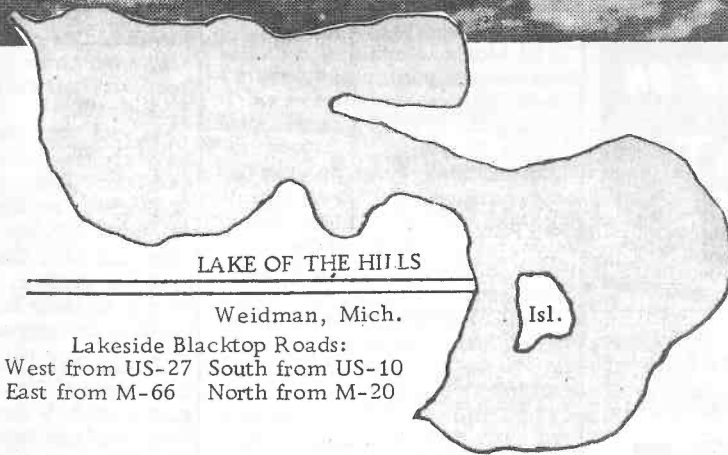 LAKE OF THE HILLS
Isl.
Weidman, Mich.
Lakeside Blacktop Roads:
West from US-27 South from US-10
East from M-66 North from M-20